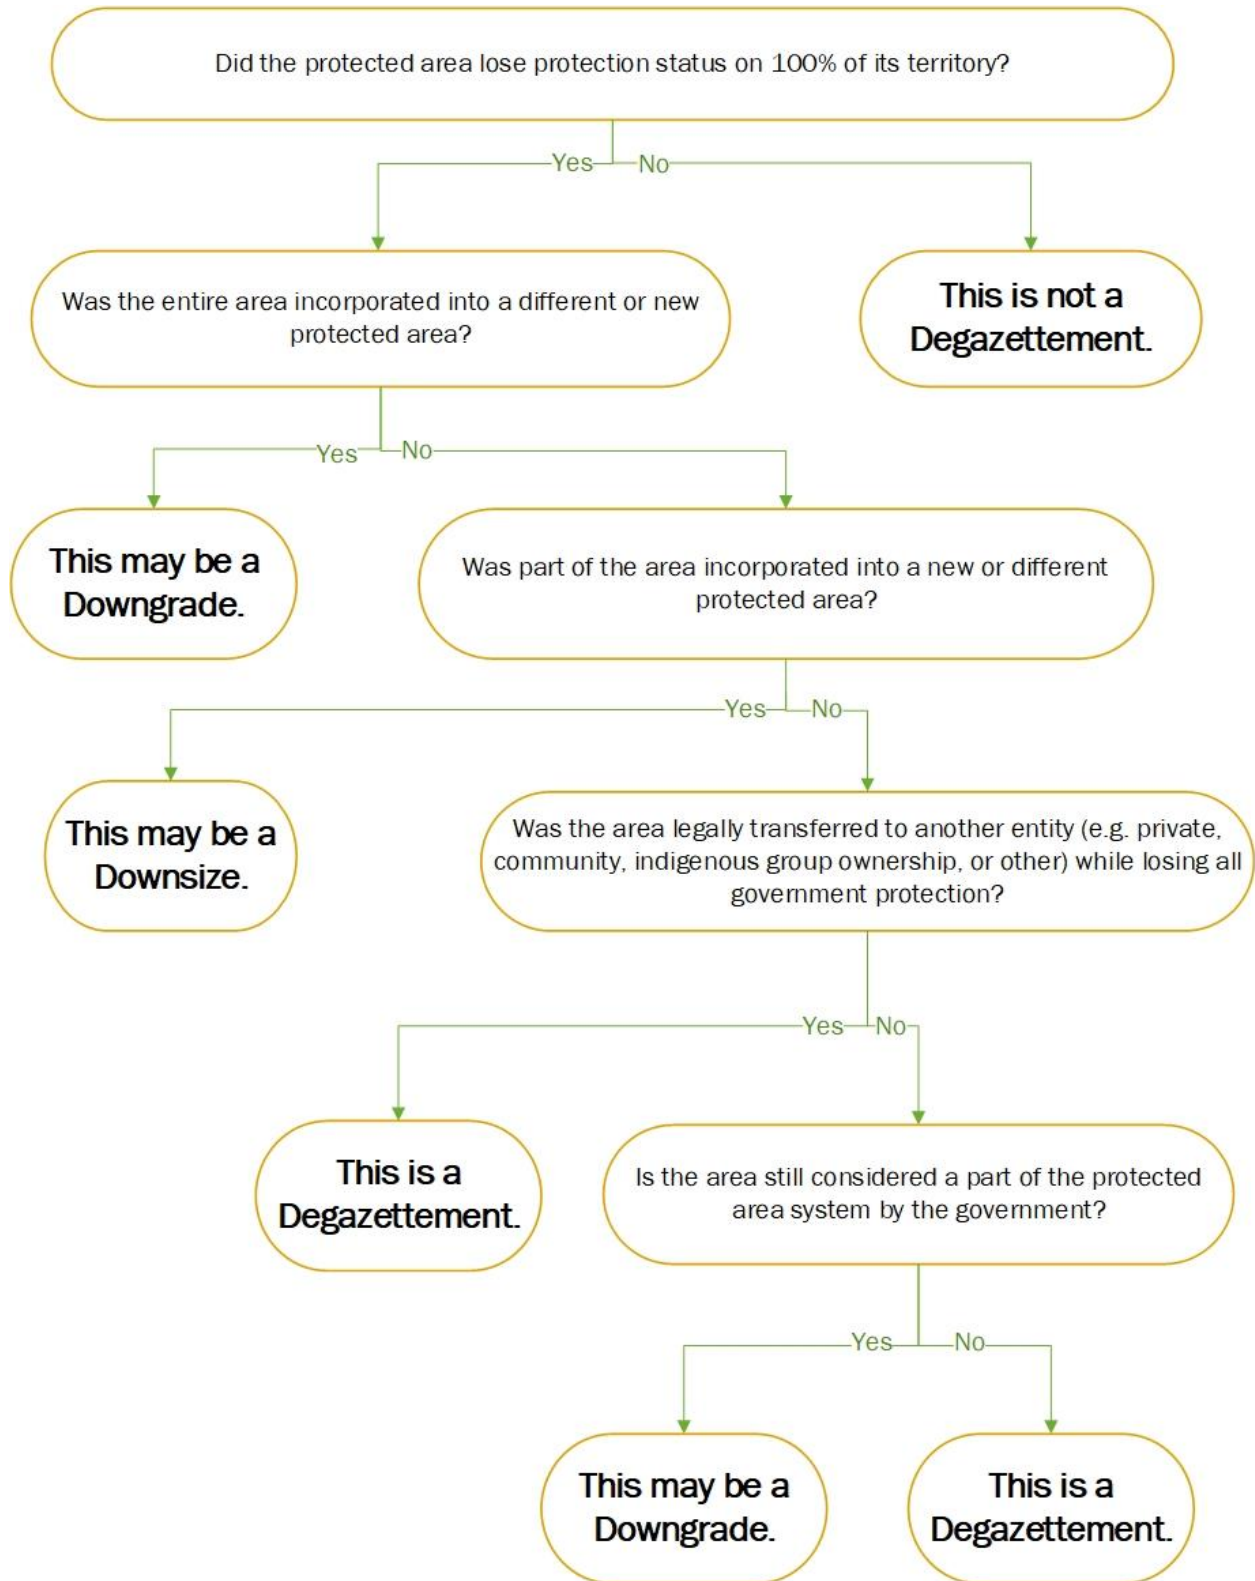 Did the protected area lose protection status on 100% of its territory?
Yes
No
Was the entire area incorporated into a different or new
protected area?
This is not a
Degazettement.
Yes
No
This may be a
Downgrade.
Was part of the area incorporated into a new or different
protected area?
Yes
No
This may be a
Downsize.
Was the area legally transferred to another entity (e.g. private,
community, indigenous group ownership, or other) while losing all
government protection?
Yes
No
This is a
Degazettement.
Is the area still considered a part of the protected
area system by the government?
Yes
No
This may be a
Downgrade.
This is a
Degazettement.